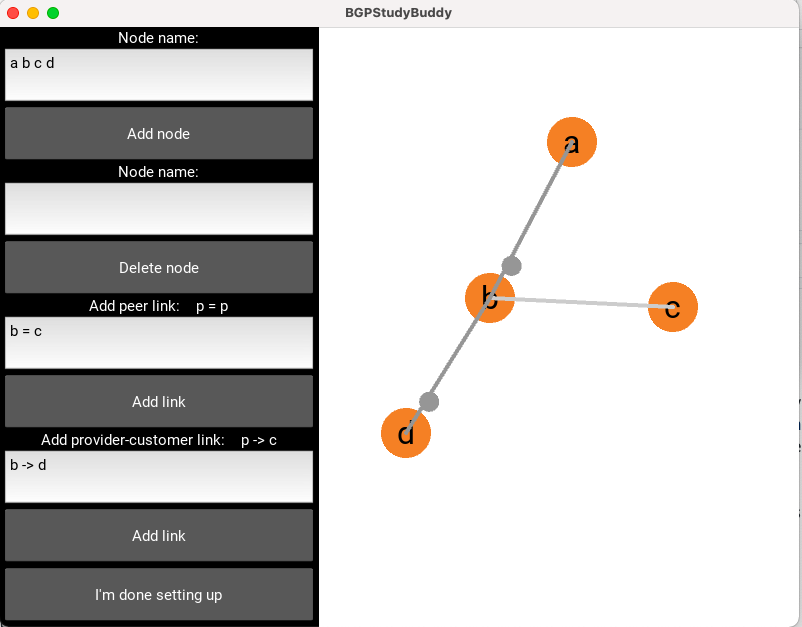 BGPStudyBuddy
Node name:
a b c d
Add node
Node name:
Delete node
Add peer link: p = p
b = c
Add link
Add provider-customer link: p -> c
b -> d
Add link
I'm done setting up
a
b
c
d